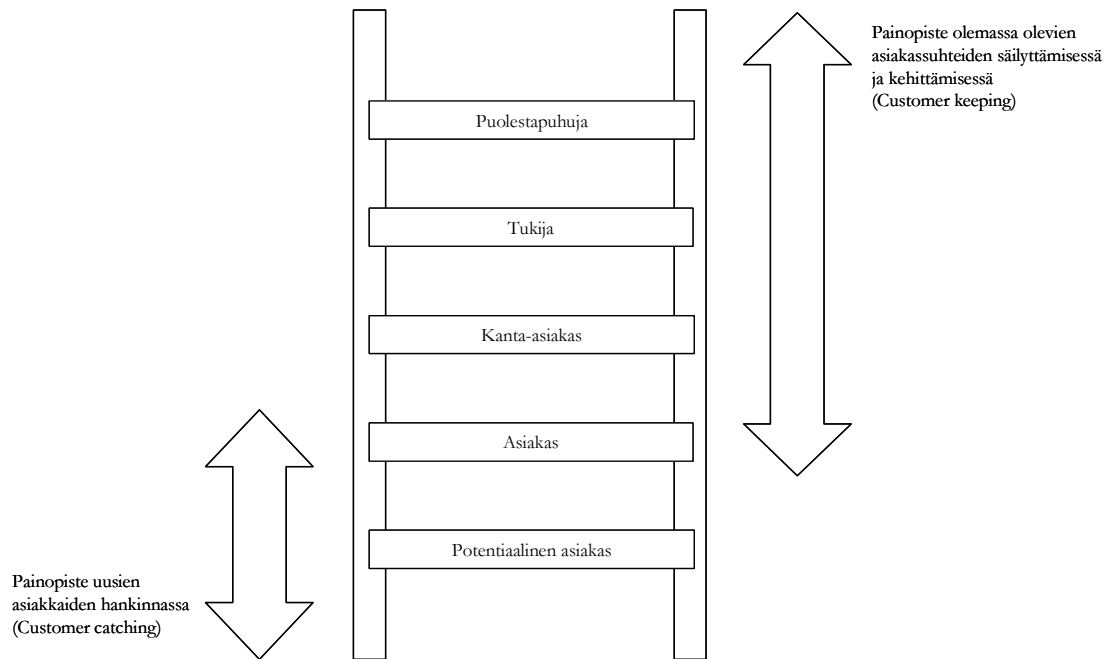 Painopiste olemassa olevien
asiakassuhteiden säilyttämisessä
ja kehittämisessä
(Customer keeping)
Puolestapuhuja
Tukija
Kanta-asiakas
Asiakas
Potentiaalinen asiakas
Painopiste uusien
asiakkaiden hankinnassa
(Customer catching)